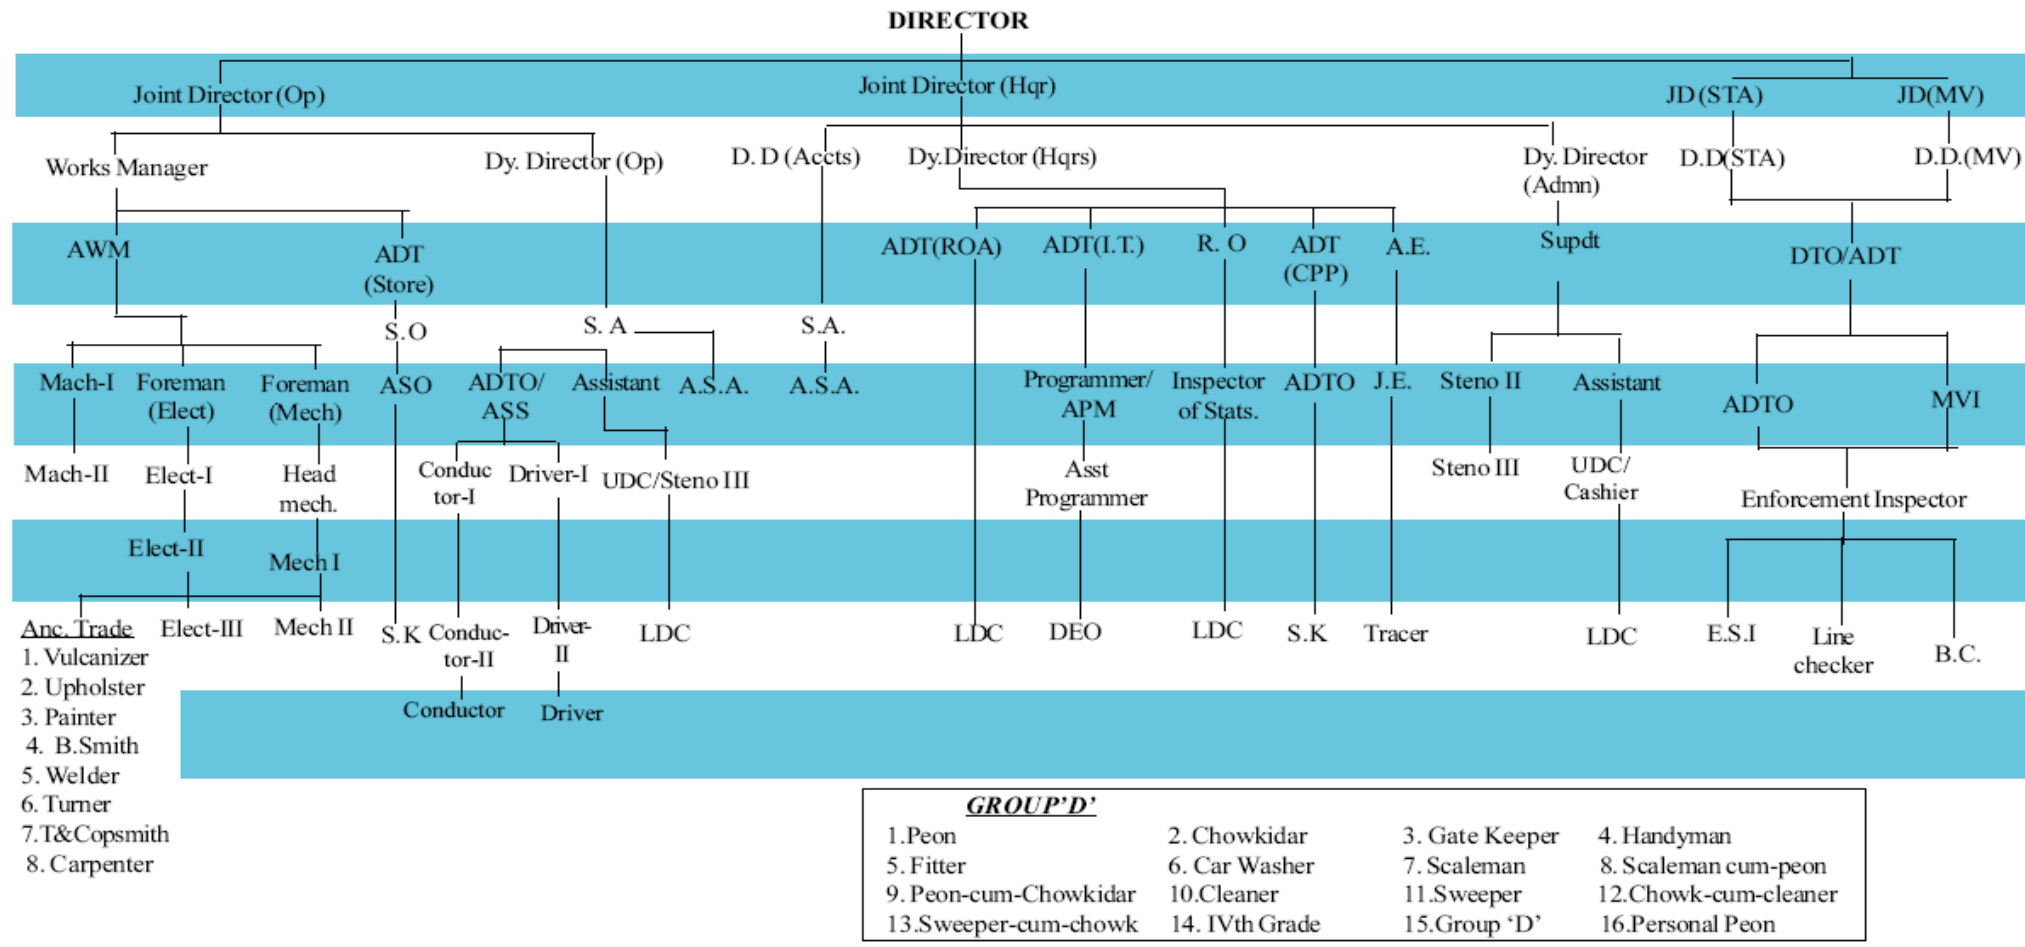 DIRECTOR
Joint Director (Op)
Joint Director (Hqr)
JD (STA)
JD(MV)
Works Manager
Dy. Director (Op)
D. D (Accts)
Dy.Director (Hqrs)
Dy. Director
(Admn)
D.D(STA)
D.D.(MV)
AWM
ADT
(Store)
ADT(ROA)
ADT(I.T.)
R. O
ADT
(CPP)
A.E.
Supdt
DTO/ADT
S.O
S. A
S.A.
Mach-I
Foreman
(Elect)
Foreman
(Mech)
ASO
ADTO/
ASS
Assistant
A.S.A.
A.S.A.
Programmer/
APM
Inspector
of Stats.
ADTO
J.E.
Steno II
Assistant
ADTO
MVI
Mach-II
Elect-I
Head
mech.
Conduc
tor-I
Driver-I
UDC/Steno III
Asst
Programmer
Steno III
UDC/
Cashier
Enforcement Inspector
Elect-II
Mech I
Anc. Trade
Elect-III
Mech II
S.K
Conduc-
tor-II
Driver-
II
LDC
LDC
DEO
LDC
S.K
Tracer
LDC
E.S.I
Line
checker
B.C.
1. Vulcanizer
2. Upholster
3. Painter
4. B.Smith
5. Welder
6. Turner
7.T&Copsmith
8. Carpenter
Conductor
Driver
GROUP’D’
1.Peon 2. Chowkidar 3. Gate Keeper 4. Handyman
5. Fitter 6. Car Washer 7. Scaleman 8. Scaleman cum-peon
9. Peon-cum-Chowkidar 10.Cleaner 11.Sweeper 12.Chowk-cum-cleaner
13.Sweeper-cum-chowk 14. IVth Grade 15.Group ‘D’ 16.Personal Peon